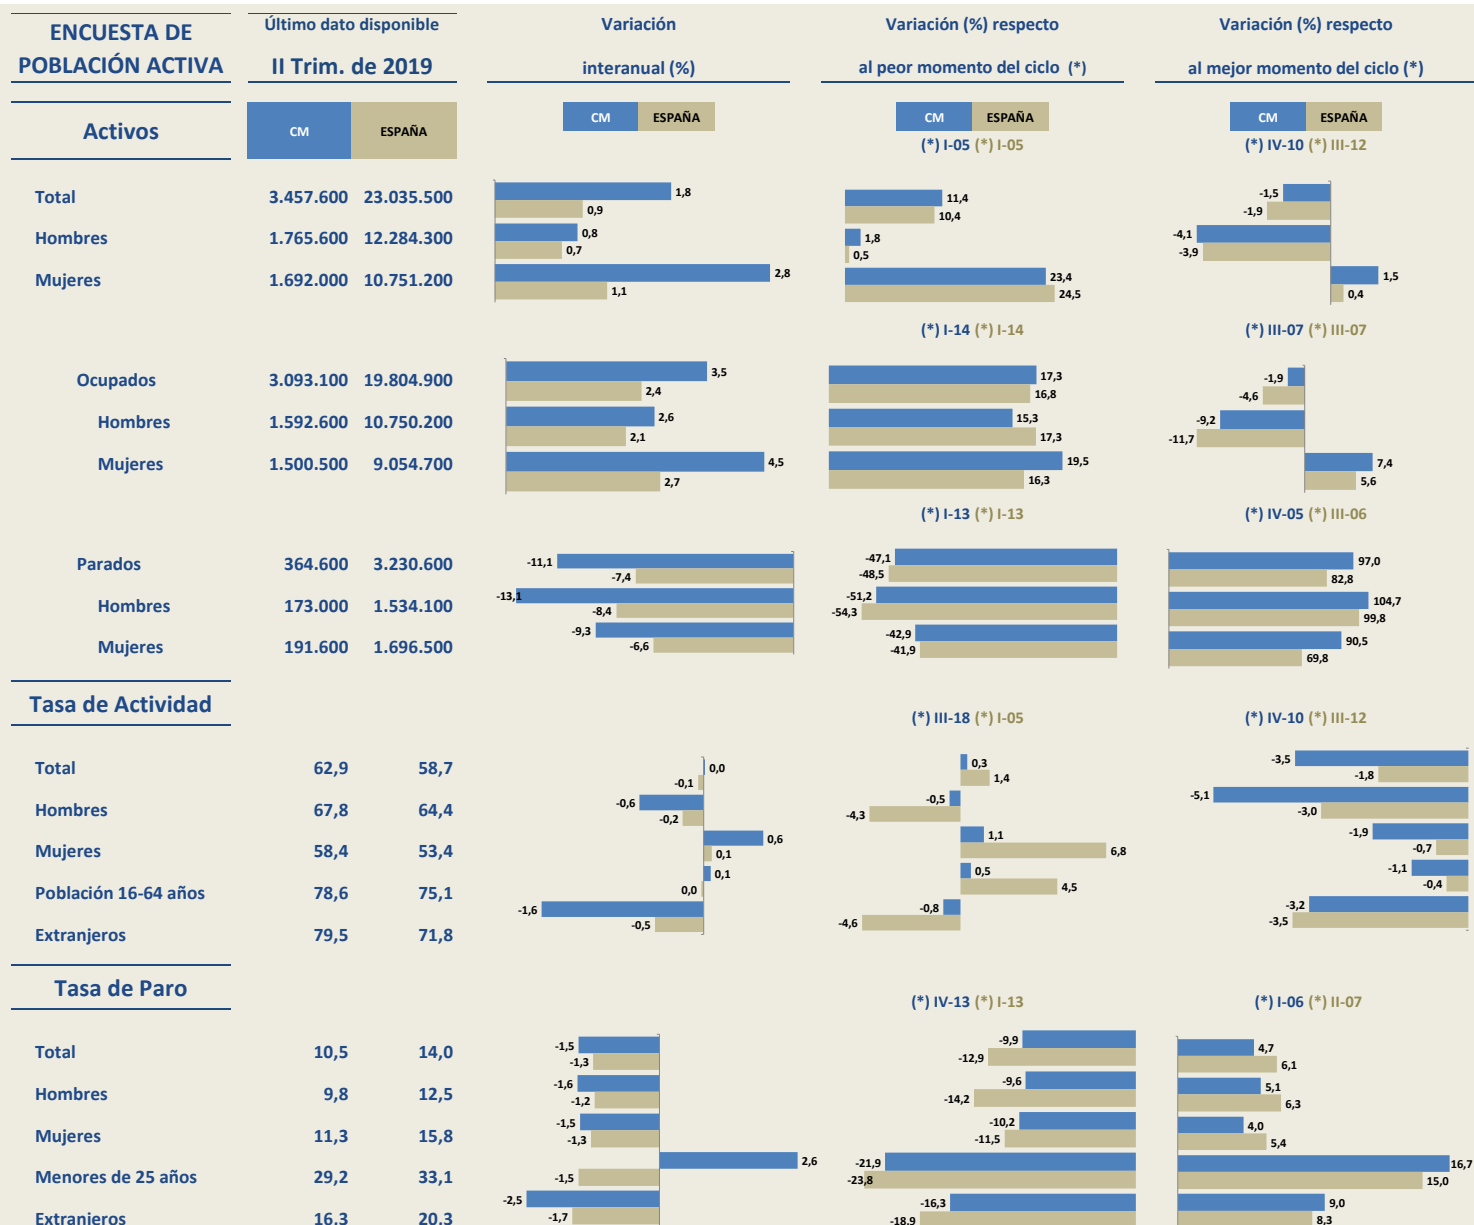 ENCUESTA DE
POBLACIÓN ACTIVA
Último dato disponible
II Trim. de 2019
Variación
interanual (%)
Variación (%) respecto
al peor momento del ciclo (*)
Variación (%) respecto
al mejor momento del ciclo (*)
Activos
CM ESPAÑA
CM ESPAÑA
CM ESPAÑA
CM ESPAÑA
(*) I-05 (*) I-05
(*) IV-10 (*) III-12
Total 3.457.600 23.035.500
1,8
0,9
11,4
10,4
-1,5
-1,9
Hombres 1.765.600 12.284.300
0,8
0,7
1,8
0,5
-4,1
-3,9
Mujeres 1.692.000 10.751.200
2,8
1,1
23,4
24,5
1,5
0,4
(*) I-14 (*) I-14
(*) III-07 (*) III-07
Ocupados 3.093.100 19.804.900
3,5
2,4
17,3
16,8
-1,9
-4,6
Hombres 1.592.600 10.750.200
2,6
2,1
15,3
17,3
-9,2
-11,7
Mujeres 1.500.500 9.054.700
4,5
2,7
19,5
16,3
7,4
5,6
(*) I-13 (*) I-13
(*) IV-05 (*) III-06
Parados 364.600 3.230.600
-11,1
-7,4
-47,1
-48,5
97,0
82,8
Hombres 173.000 1.534.100
-13,1
-8,4
-51,2
-54,3
104,7
99,8
Mujeres 191.600 1.696.500
-9,3
-6,6
-42,9
-41,9
90,5
69,8
Tasa de Actividad
(*) III-18 (*) I-05
(*) IV-10 (*) III-12
Total 62,9 58,7
0,0
-0,1
0,3
1,4
-3,5
-1,8
Hombres 67,8 64,4
-0,6
-0,2
-0,5
-4,3
-5,1
-3,0
Mujeres 58,4 53,4
0,6
0,1
1,1
6,8
-1,9
-0,7
Población 16-64 años 78,6 75,1
0,1
0,0
0,5
4,5
-1,1
-0,4
Extranjeros 79,5 71,8
-1,6
-0,5
-0,8
-4,6
-3,2
-3,5
Tasa de Paro
(*) IV-13 (*) I-13
(*) I-06 (*) II-07
Total 10,5 14,0
-1,5
-1,3
-9,9
-12,9
4,7
6,1
Hombres 9,8 12,5
-1,6
-1,2
-9,6
-14,2
5,1
6,3
Mujeres 11,3 15,8
-1,5
-1,3
-10,2
-11,5
4,0
5,4
Menores de 25 años 29,2 33,1
2,6
-1,5
-21,9
-23,8
16,7
15,0
Extranjeros 16,3 20,3
-2,5
-1,7
-16,3
-18,9
9,0
8,3